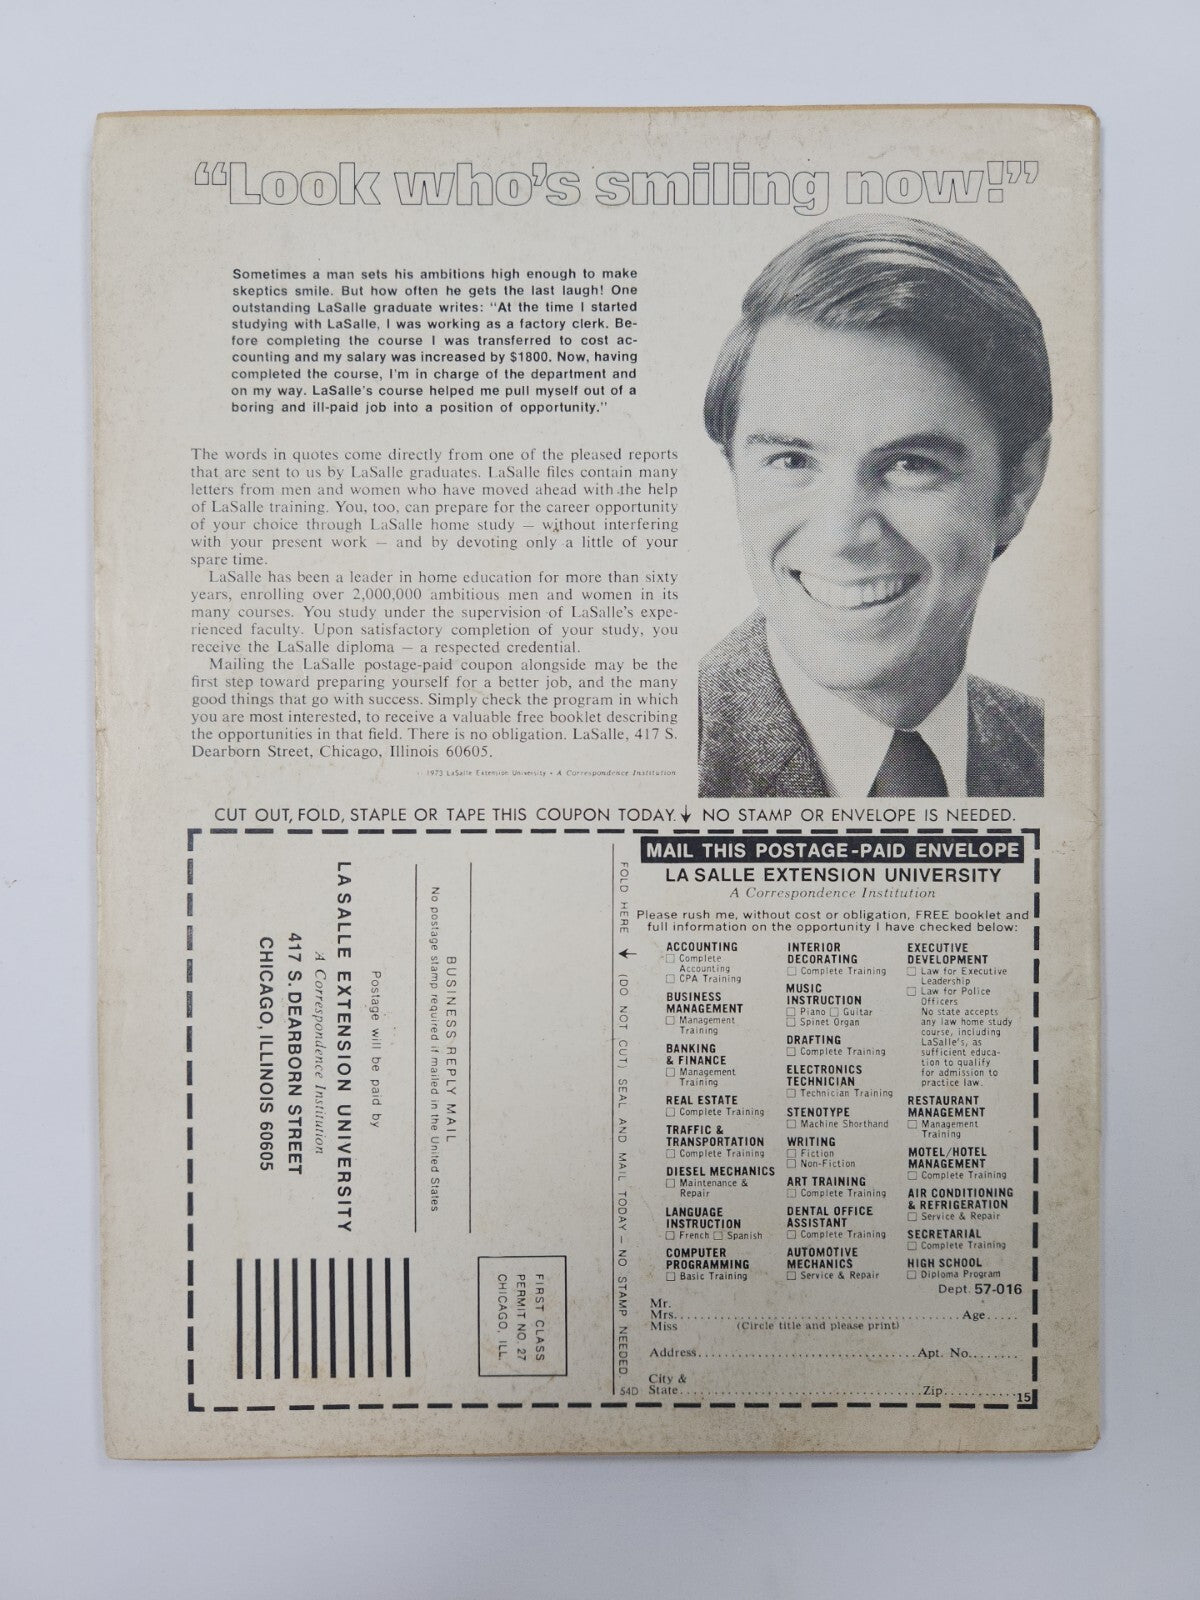 “Look who's smiling now!”
Sometimes a man sets his ambitions high enough to make
skeptics smile. But how often he gets the last laugh! One
outstanding LaSalle graduate writes: "At the time I started
studying with LaSalle, I was working as a factory clerk. Be-
fore completing the course I was transferred to cost ac-
counting and my salary was increased by $1800. Now, having
completed the course, I'm in charge of the department and
on my way. LaSalle's course helped me pull myself out of a
boring and ill-paid job into a position of opportunity."
The words in quotes come directly from one of the pleased reports
that are sent to us by LaSalle graduates. LaSalle files contain many
letters from men and women who have moved ahead with the help
of LaSalle training. You, too, can prepare for the career opportunity
of your choice through LaSalle home study — without interfering
with your present work — and by devoting only a little of your
spare time.
LaSalle has been a leader in home education for more than sixty
years, enrolling over 2,000,000 ambitious men and women in its
many courses. You study under the supervision of LaSalle's expe-
rienced faculty. Upon satisfactory completion of your study, you
receive the LaSalle diploma — a respected credential.
Mailing the LaSalle postage-paid coupon alongside may be the
first step toward preparing yourself for a better job, and the many
good things that go with success. Simply check the program in which
you are most interested, to receive a valuable free booklet describing
the opportunities in that field. There is no obligation. LaSalle, 417 S.
Dearborn Street, Chicago, Illinois 60605.
1973 LaSalle Extension University • A Correspondence Institution
CUT OUT, FOLD, STAPLE OR TAPE THIS COUPON TODAY. ↓ NO STAMP OR ENVELOPE IS NEEDED.
FIRST CLASS
PERMIT NO. 27
CHICAGO, ILL.
BUSINESS REPLY MAIL
No postage stamp required if mailed in the United States
Postage will be paid by
LA SALLE EXTENSION UNIVERSITY
A Correspondence Institution
417 S. DEARBORN STREET
CHICAGO, ILLINOIS 60605
FOLD HERE ↓ (DO NOT CUT) SEAL AND MAIL TODAY — NO STAMP NEEDED
54D
MAIL THIS POSTAGE-PAID ENVELOPE
LA SALLE EXTENSION UNIVERSITY
A Correspondence Institution
Please rush me, without cost or obligation, FREE booklet and
full information on the opportunity I have checked below:
ACCOUNTING
☐ Complete
Accounting
☐ CPA Training
BUSINESS
MANAGEMENT
☐ Management
Training
BANKING
& FINANCE
☐ Management
Training
REAL ESTATE
☐ Complete Training
TRAFFIC &
TRANSPORTATION
☐ Complete Training
DIESEL MECHANICS
☐ Maintenance &
Repair
LANGUAGE
INSTRUCTION
☐ French ☐ Spanish
COMPUTER
PROGRAMMING
☐ Basic Training
INTERIOR
DECORATING
☐ Complete Training
MUSIC
INSTRUCTION
☐ Piano ☐ Guitar
☐ Spinet Organ
DRAFTING
☐ Complete Training
ELECTRONICS
TECHNICIAN
☐ Technician Training
STENOTYPE
☐ Machine Shorthand
WRITING
☐ Fiction
☐ Non-Fiction
ART TRAINING
☐ Complete Training
DENTAL OFFICE
ASSISTANT
☐ Complete Training
AUTOMOTIVE
MECHANICS
☐ Service & Repair
EXECUTIVE
DEVELOPMENT
☐ Law for Executive
Leadership
☐ Law for Police
Officers
No state accepts
any law home study
course, including
LaSalle's, as
sufficient educa-
tion to qualify
for admission to
practice law.
RESTAURANT
MANAGEMENT
☐ Management
Training
MOTEL/HOTEL
MANAGEMENT
☐ Complete Training
AIR CONDITIONING
& REFRIGERATION
☐ Service & Repair
SECRETARIAL
☐ Complete Training
HIGH SCHOOL
☐ Diploma Program
Dept. 57-016
Mr.
Mrs. Age
Miss (Circle title and please print)
Address Apt. No.
City &
State Zip 15